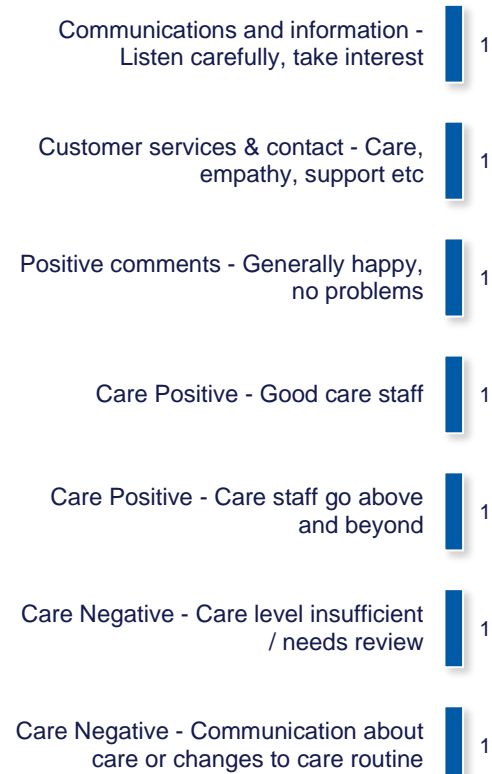 Communications and information -
Listen carefully, take interest
1
Customer services & contact - Care,
empathy, support etc
1
Positive comments - Generally happy,
no problems
1
Care Positive - Good care staff
1
Care Positive - Care staff go above
and beyond
1
Care Negative - Care level insufficient
/ needs review
1
Care Negative - Communication about
care or changes to care routine
1